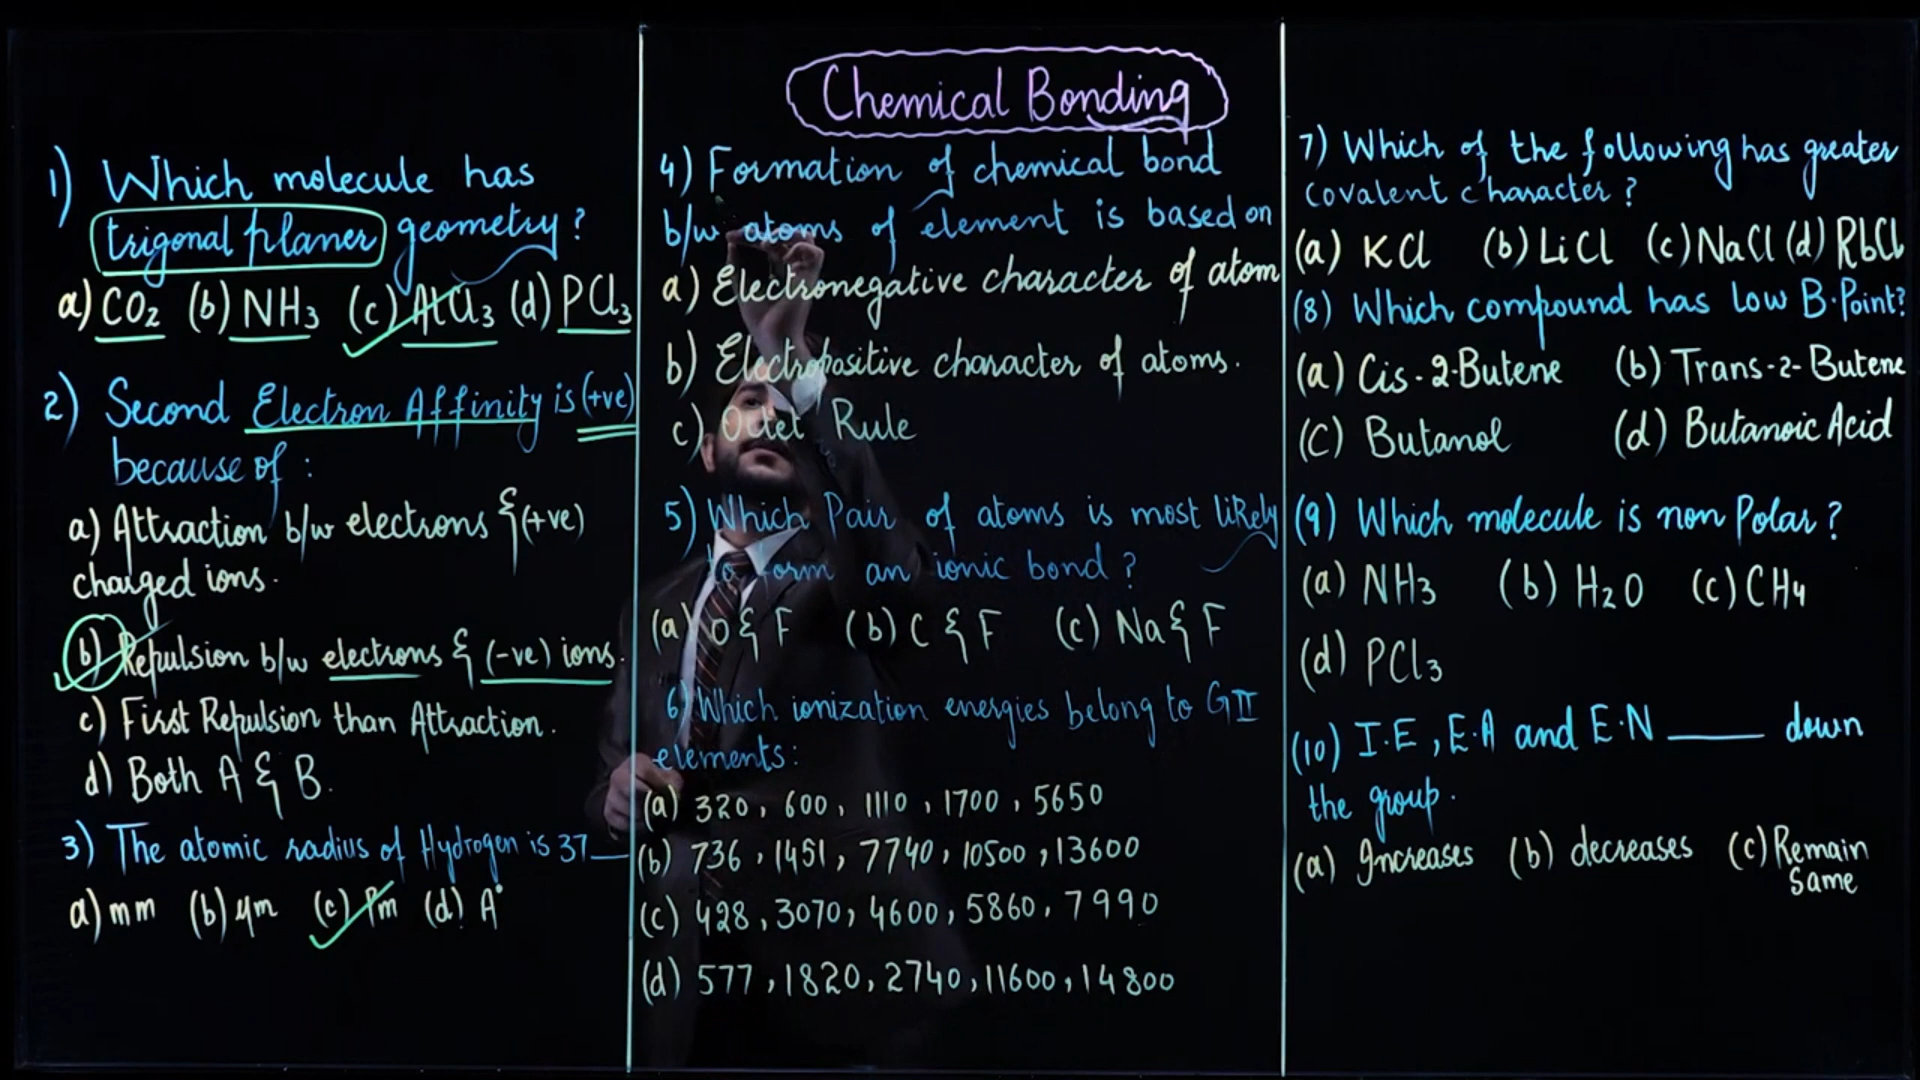 Chemical Bonding
1) Which molecule has
trigonal planer geometry?
a) CO2 (b) NH3 (c) AlCl3 (d) PCl3
2) Second Electron Affinity is (+ve)
because of :
a) Attraction b/w electrons & (+ve)
charged ions.
b) Repulsion b/w electrons & (-ve) ions.
c) First Repulsion than Attraction.
d) Both A & B.
3) The atomic radius of Hydrogen is 37__
a) mm (b) μm (c) Pm (d) A°
4) Formation of chemical bond
b/w atoms of element is based on
a) Electronegative character of atom
b) Electropositive character of atoms.
c) Octet Rule
5) Which Pair of atoms is most likely
to form an ionic bond?
(a) O & F (b) C & F (c) Na & F
6) Which ionization energies belong to GII
elements:
(a) 320, 600, 1110, 1700, 5650
(b) 736, 1451, 7740, 10500, 13600
(c) 428, 3070, 4600, 5860, 7990
(d) 577, 1820, 2740, 11600, 14800
7) Which of the following has greater
covalent character?
(a) KCl (b) LiCl (c) NaCl (d) RbCl
(8) Which compound has low B.Point?
(a) Cis-2-Butene (b) Trans-2-Butene
(C) Butanol (d) Butanoic Acid
(9) Which molecule is non Polar?
(a) NH3 (b) H2O (c) CH4
(d) PCl3
(10) I.E, E.A and E.N ____ down
the group.
(a) Increases (b) decreases (c) Remain
Same